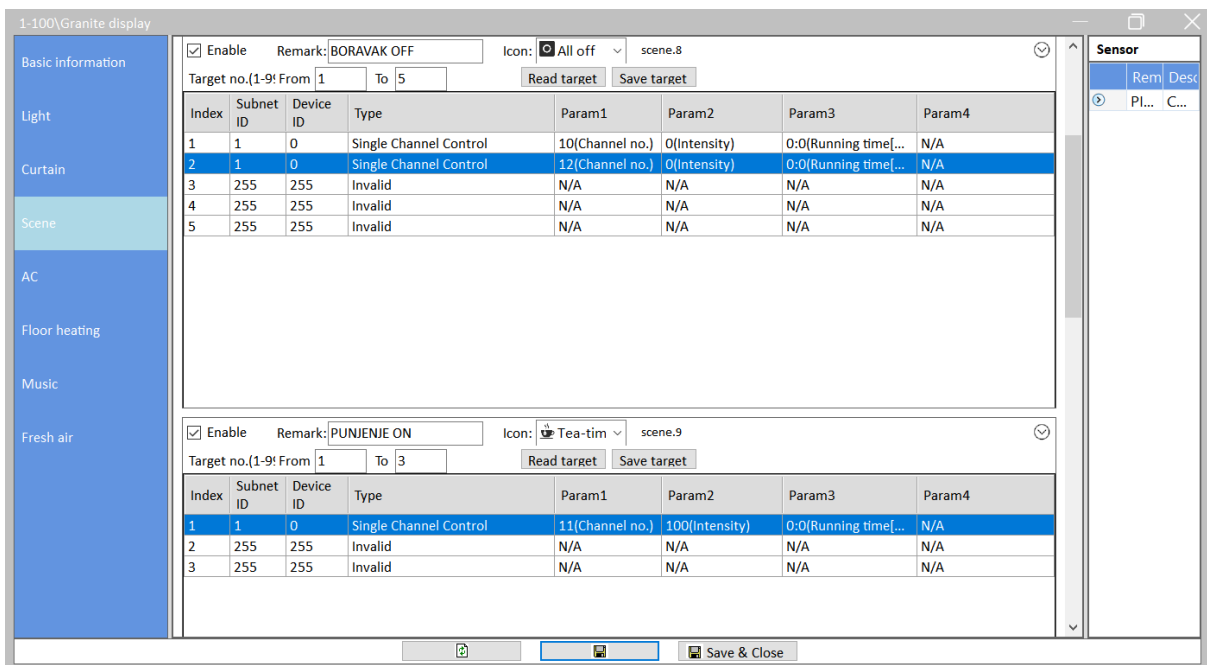 1-100\Granite display
Basic information
Light
Curtain
Scene
AC
Floor heating
Music
Fresh air
Enable Remark: BORAVAK OFF Icon: All off scene.8
Target no.(1-9! From 1 To 5 Read target Save target
Index Subnet ID Device ID Type Param1 Param2 Param3 Param4
1 1 0 Single Channel Control 10(Channel no.) 0(Intensity) 0:0(Running time[... N/A
2 1 0 Single Channel Control 12(Channel no.) 0(Intensity) 0:0(Running time[... N/A
3 255 255 Invalid N/A N/A N/A N/A
4 255 255 Invalid N/A N/A N/A N/A
5 255 255 Invalid N/A N/A N/A N/A
Enable Remark: PUNJENJE ON Icon: Tea-tim scene.9
Target no.(1-9! From 1 To 3 Read target Save target
Index Subnet ID Device ID Type Param1 Param2 Param3 Param4
1 1 0 Single Channel Control 11(Channel no.) 100(Intensity) 0:0(Running time[... N/A
2 255 255 Invalid N/A N/A N/A N/A
3 255 255 Invalid N/A N/A N/A N/A
Sensor
Rem Desc
Pl... C...
Save & Close